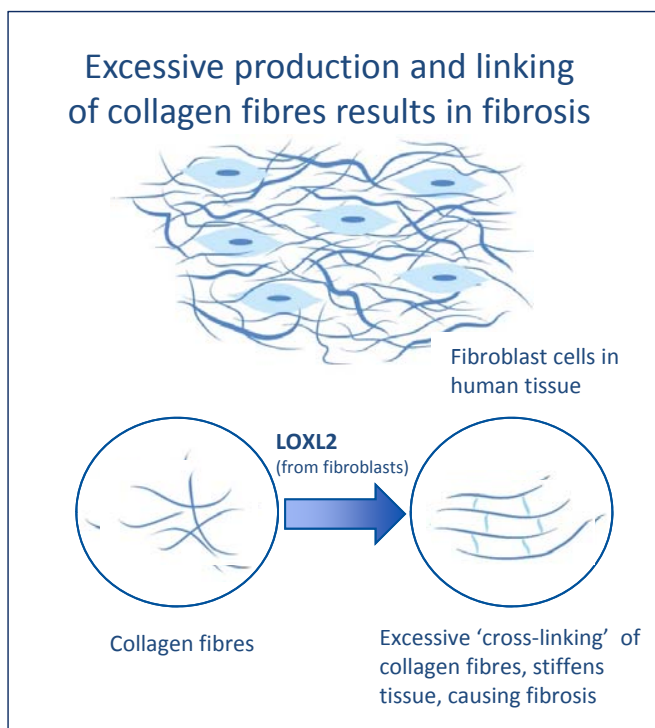 Excessive production and linking
of collagen fibres results in fibrosis
Fibroblast cells in
human tissue
LOXL2
(from fibroblasts)
Collagen fibres
Excessive ‘cross-linking’ of
collagen fibres, stiffens
tissue, causing fibrosis